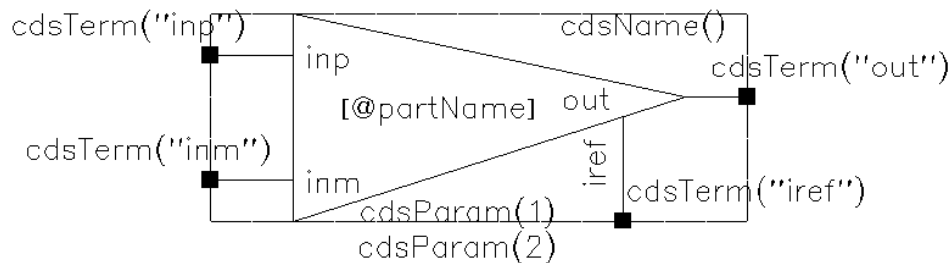 cdsTerm("inp")
cdsName()
inp
cdsTerm("out")
[@partName]
out
cdsTerm("inm")
inm
iref
cdsTerm("iref")
cdsParam(1)
cdsParam(2)